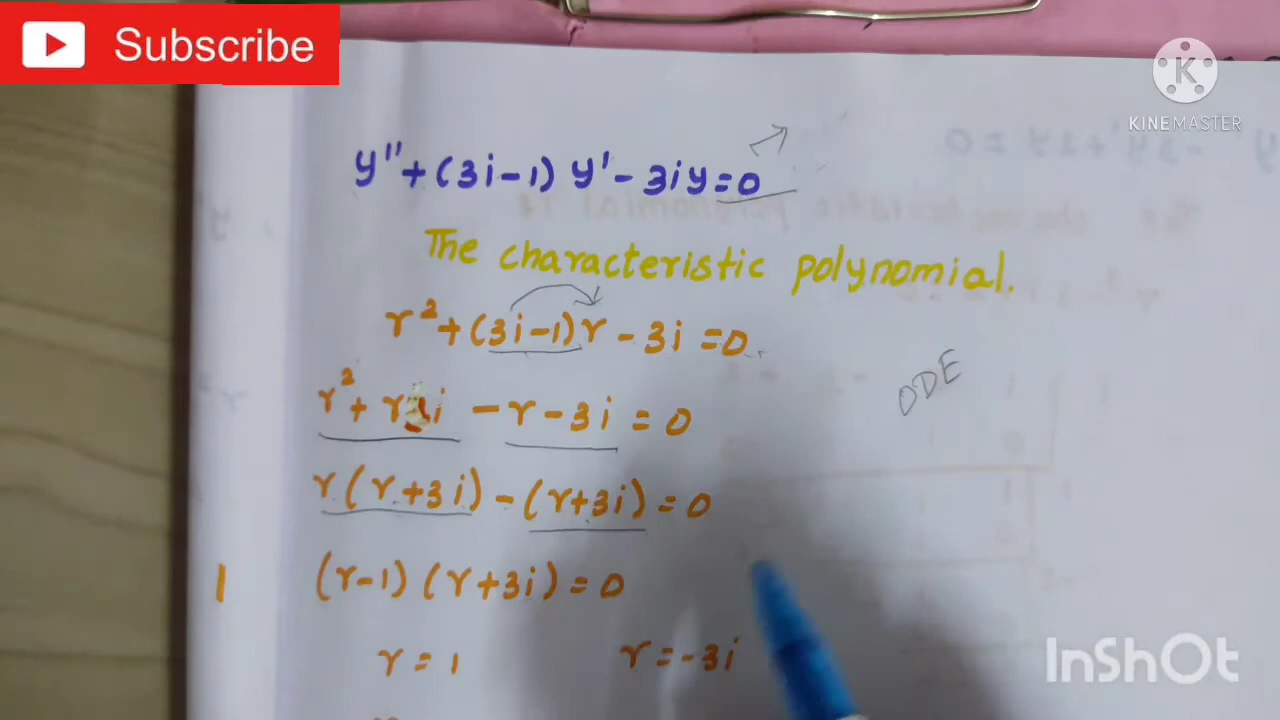 Subscribe
KINEMASTER
y'' + (3i-1) y' - 3iy = 0
The characteristic polynomial.
r² + (3i-1)r - 3i = 0
ODE
r² + r3i - r - 3i = 0
r(r+3i) - (r+3i) = 0
1 (r-1) (r+3i) = 0
r = 1 r = -3i
InShOt